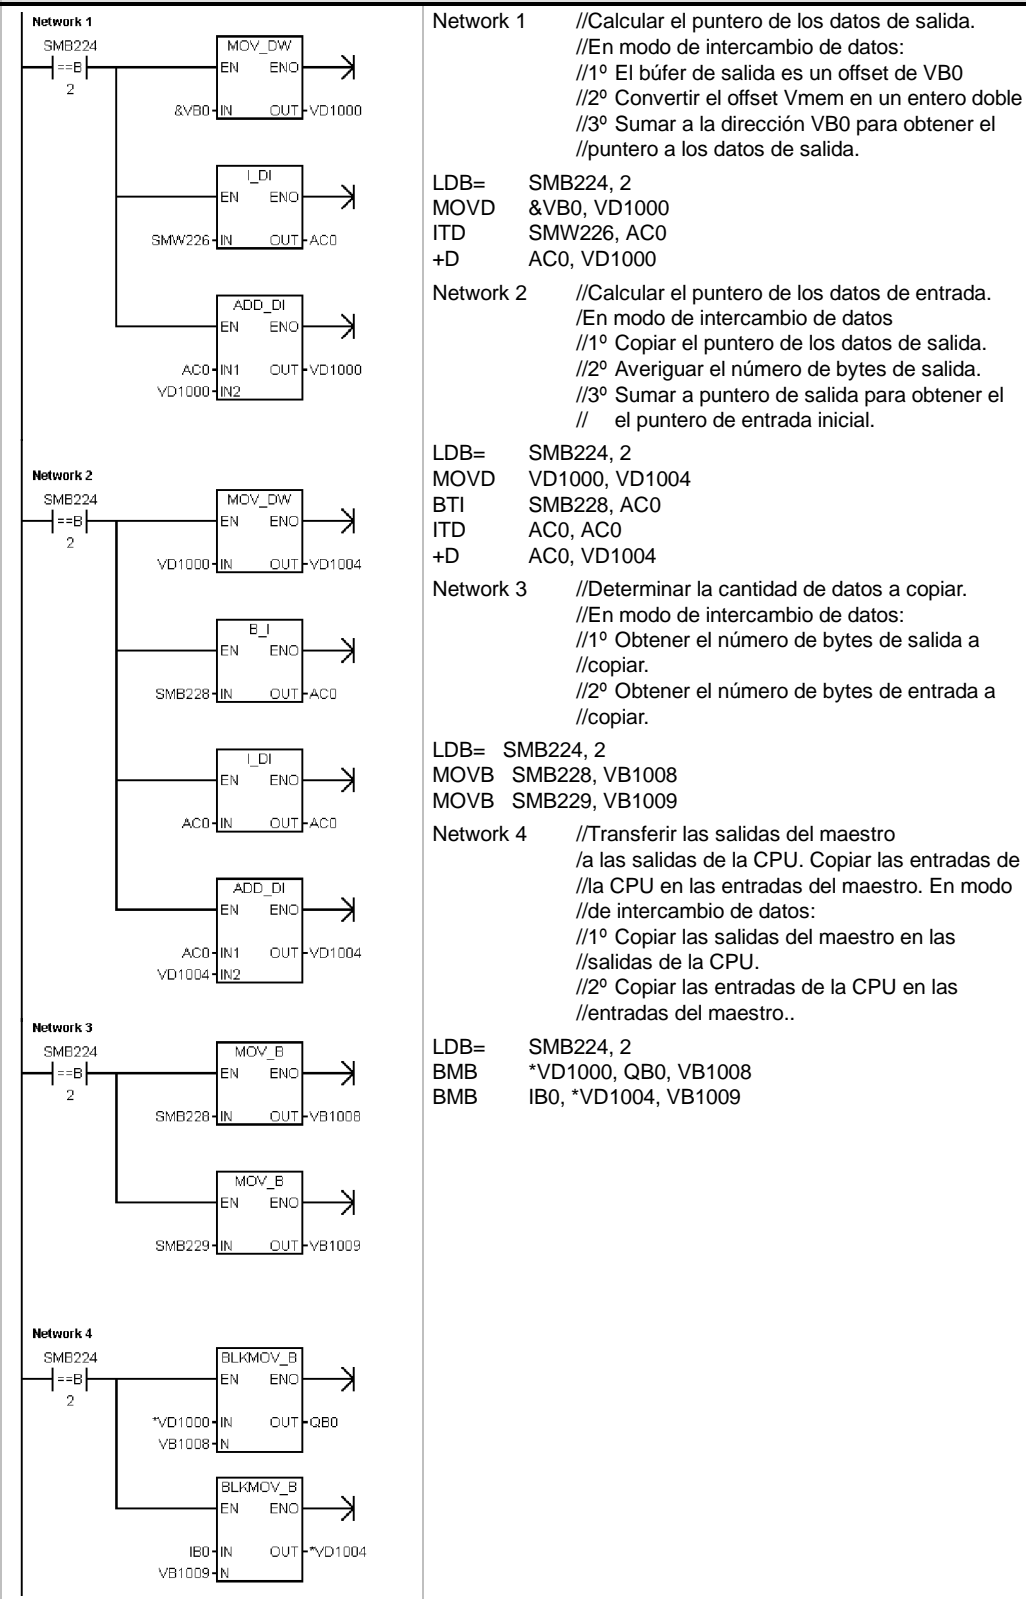 Network 1
SMB224
==B
2
MOV_DW
EN ENO
&VB0 IN OUT VD1000
I_DI
EN ENO
SMW226 IN OUT AC0
ADD_DI
EN ENO
AC0 IN1 OUT VD1000
VD1000 IN2
Network 2
SMB224
==B
2
MOV_DW
EN ENO
VD1000 IN OUT VD1004
B_I
EN ENO
SMB228 IN OUT AC0
I_DI
EN ENO
AC0 IN OUT AC0
ADD_DI
EN ENO
AC0 IN1 OUT VD1004
VD1004 IN2
Network 3
SMB224
==B
2
MOV_B
EN ENO
SMB228 IN OUT VB1008
MOV_B
EN ENO
SMB229 IN OUT VB1009
Network 4
SMB224
==B
2
BLKMOV_B
EN ENO
*VD1000 IN OUT QB0
VB1008 N
BLKMOV_B
EN ENO
IB0 IN OUT *VD1004
VB1009 N
Network 1 //Calcular el puntero de los datos de salida.
//En modo de intercambio de datos:
//1º El búfer de salida es un offset de VB0
//2º Convertir el offset Vmem en un entero doble
//3º Sumar a la dirección VB0 para obtener el
//puntero a los datos de salida.
LDB= SMB224, 2
MOVD &VB0, VD1000
ITD SMW226, AC0
+D AC0, VD1000
Network 2 //Calcular el puntero de los datos de entrada.
/En modo de intercambio de datos
//1º Copiar el puntero de los datos de salida.
//2º Averiguar el número de bytes de salida.
//3º Sumar a puntero de salida para obtener el
// el puntero de entrada inicial.
LDB= SMB224, 2
MOVD VD1000, VD1004
BTI SMB228, AC0
ITD AC0, AC0
+D AC0, VD1004
Network 3 //Determinar la cantidad de datos a copiar.
//En modo de intercambio de datos:
//1º Obtener el número de bytes de salida a
//copiar.
//2º Obtener el número de bytes de entrada a
//copiar.
LDB= SMB224, 2
MOVB SMB228, VB1008
MOVB SMB229, VB1009
Network 4 //Transferir las salidas del maestro
/a las salidas de la CPU. Copiar las entradas de
//la CPU en las entradas del maestro. En modo
//de intercambio de datos:
//1º Copiar las salidas del maestro en las
//salidas de la CPU.
//2º Copiar las entradas de la CPU en las
//entradas del maestro..
LDB= SMB224, 2
BMB *VD1000, QB0, VB1008
BMB IB0, *VD1004, VB1009